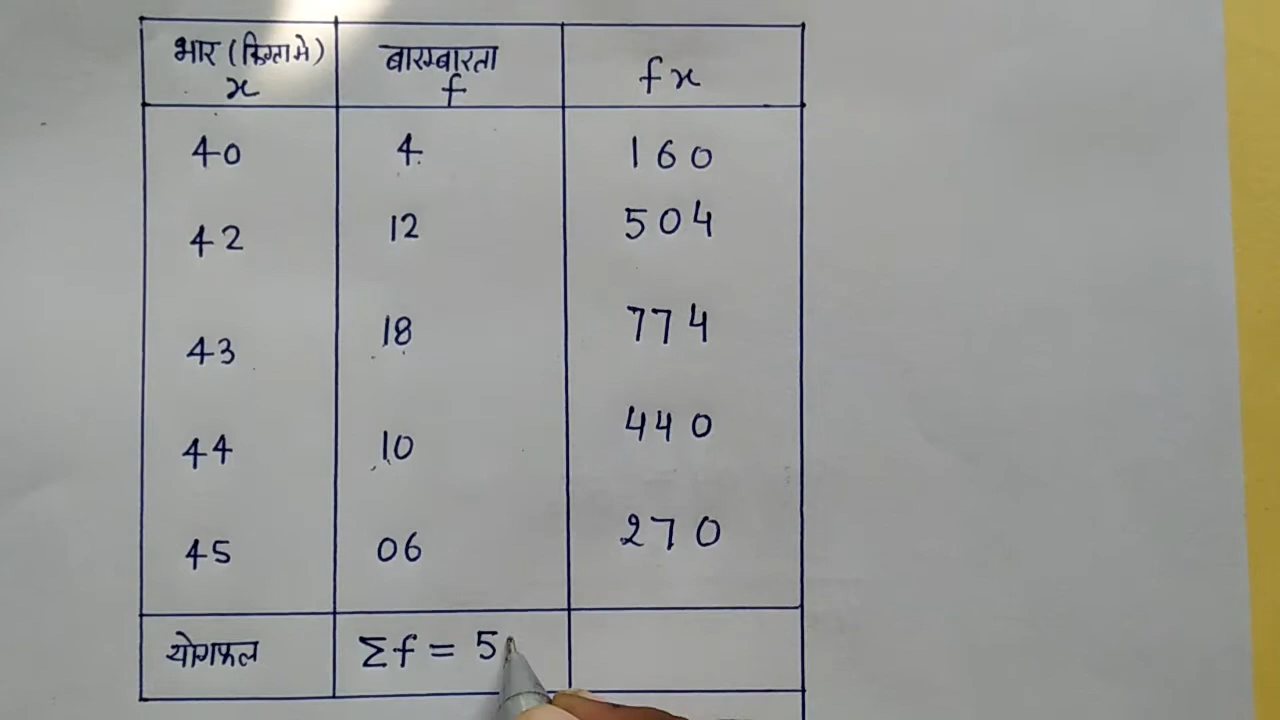 भार (किग्रा मे) बारम्बारता fx
x f
40 4 160
42 12 504
43 18 774
44 10 440
45 06 270
योगफल Σf = 5